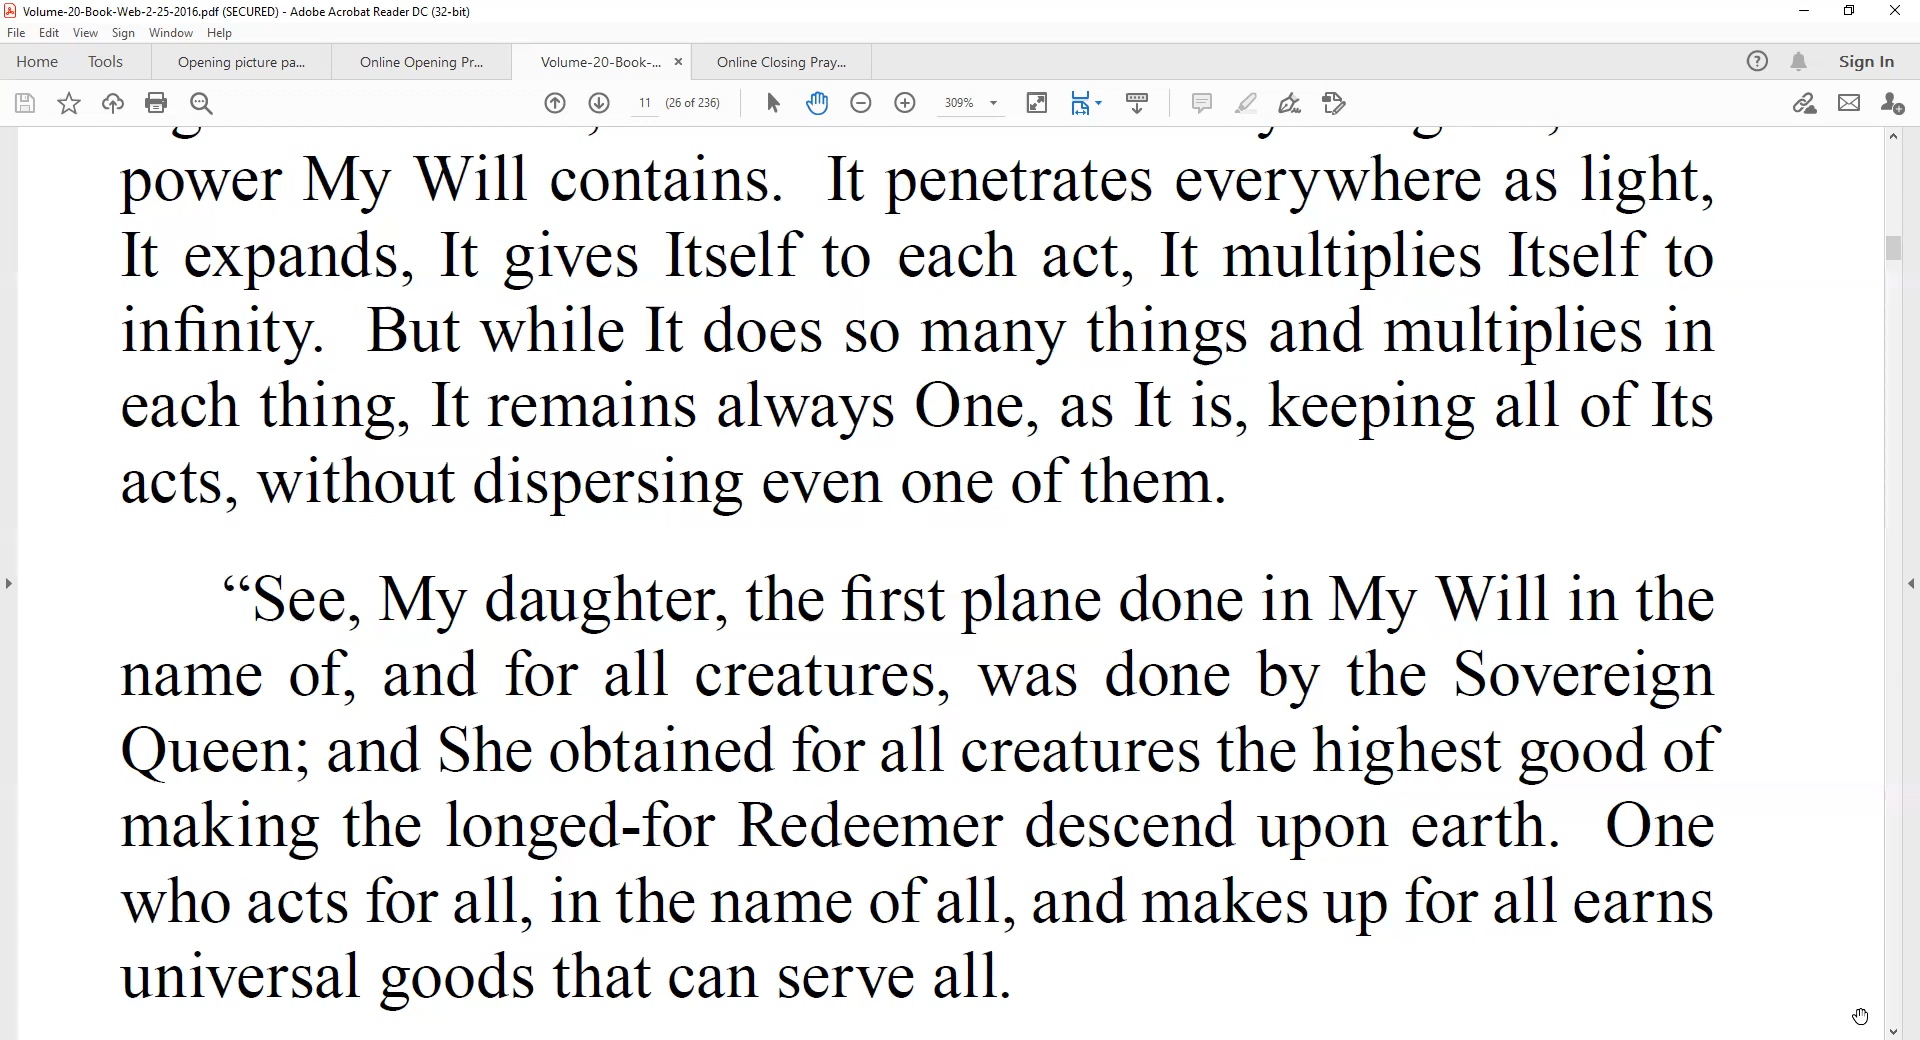 Volume-20-Book-Web-2-25-2016.pdf (SECURED) - Adobe Acrobat Reader DC (32-bit)
File Edit View Sign Window Help
Home Tools Opening picture pa... Online Opening Pr... Volume-20-Book-... × Online Closing Pray... Sign In
11 (26 of 236) 309%
power My Will contains. It penetrates everywhere as light,
It expands, It gives Itself to each act, It multiplies Itself to
infinity. But while It does so many things and multiplies in
each thing, It remains always One, as It is, keeping all of Its
acts, without dispersing even one of them.
“See, My daughter, the first plane done in My Will in the
name of, and for all creatures, was done by the Sovereign
Queen; and She obtained for all creatures the highest good of
making the longed-for Redeemer descend upon earth. One
who acts for all, in the name of all, and makes up for all earns
universal goods that can serve all.